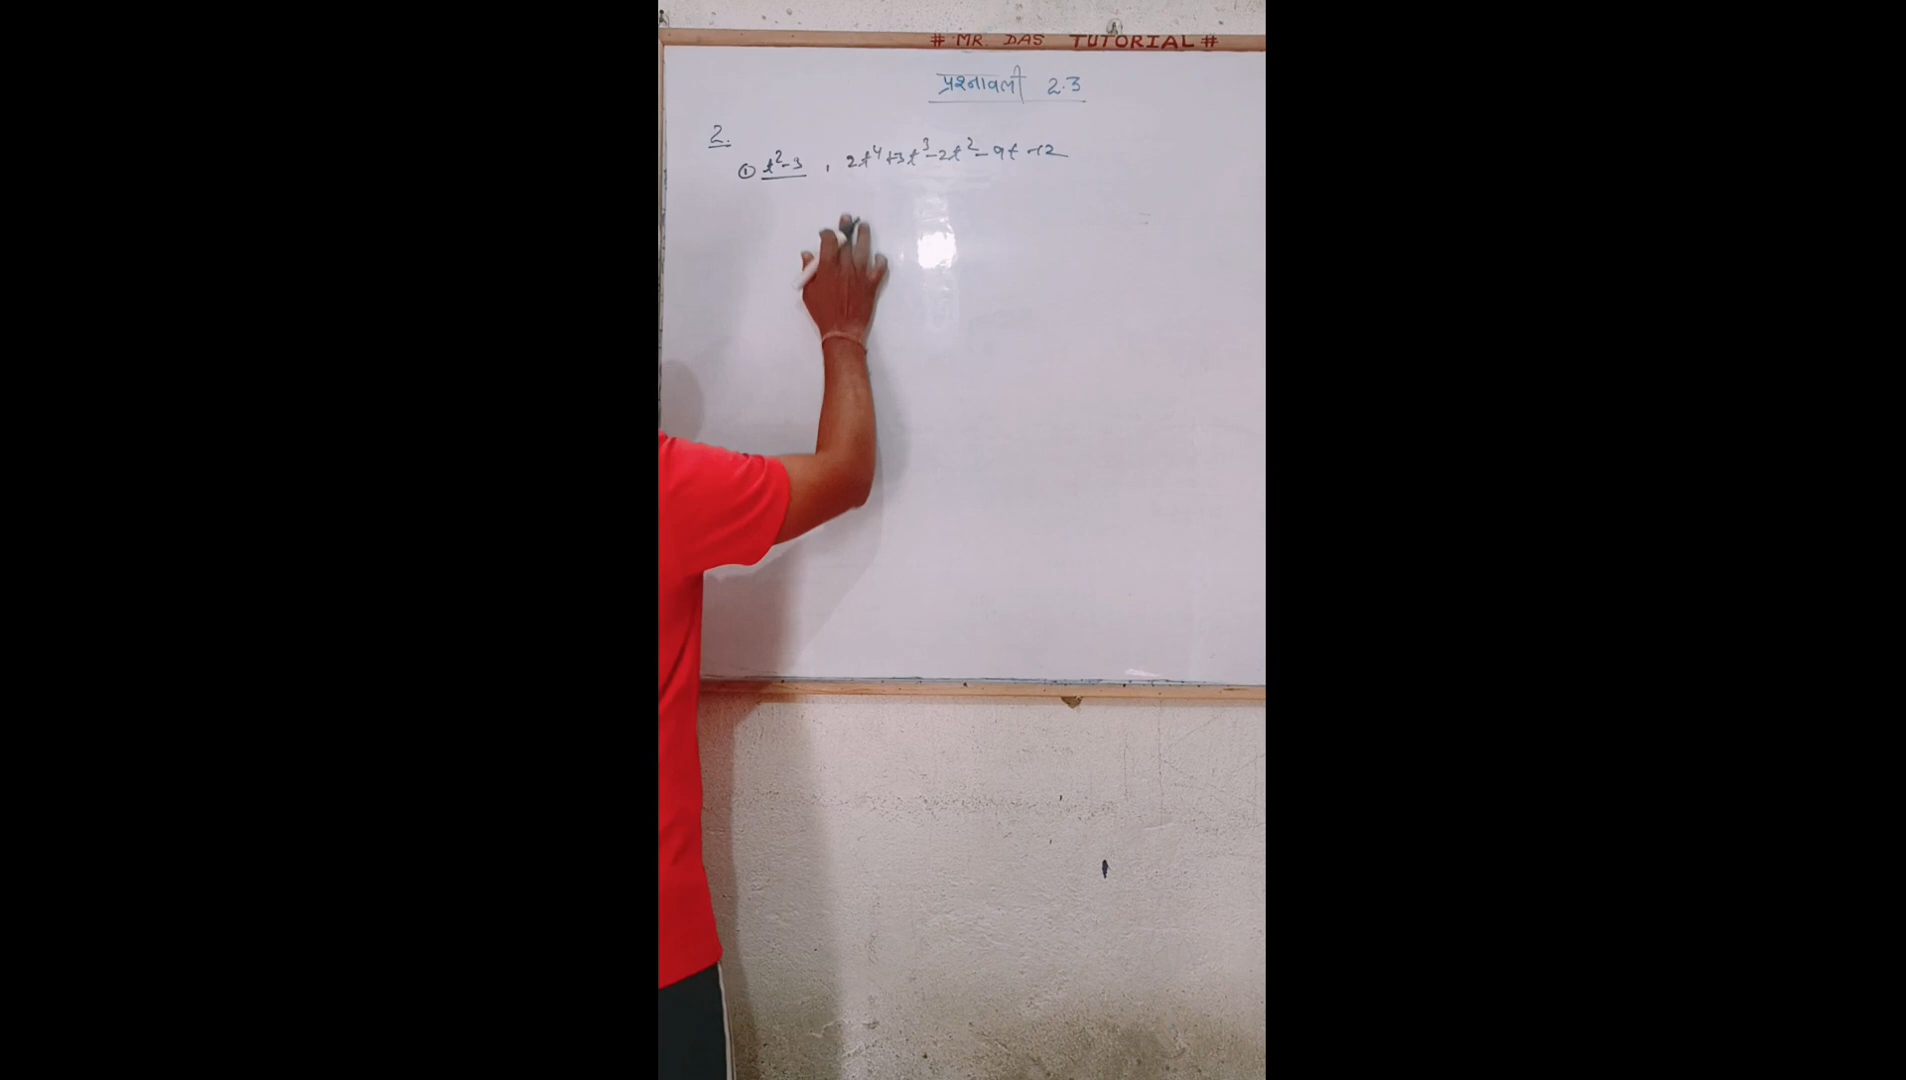 # MR. DAS TUTORIAL #
प्रश्नावली 2.3
2.
① t²-3 , 2t⁴+3t³-2t²-9t-12